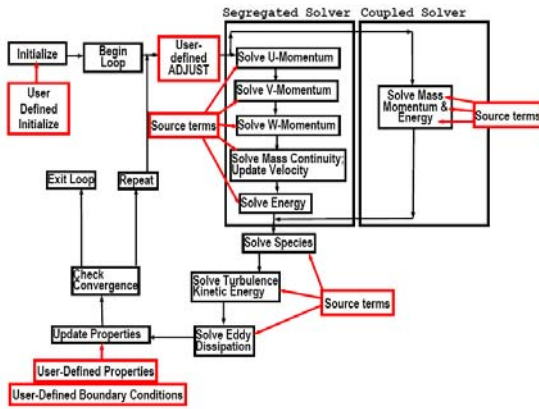 Segregated Solver
Coupled Solver
Initialize
Begin
Loop
User-
defined
ADJUST
Solve U-Momentum
Solve V-Momentum
Solve W-Momentum
Solve Mass Continuity;
Update Velocity
Solve Energy
User
Defined
Initialize
Source terms
Solve Mass
Momentum &
Energy
Source terms
Exit Loop
Repeat
Solve Species
Check
Convergence
Solve Turbulence
Kinetic Energy
Source terms
Update Properties
Solve Eddy
Dissipation
User-Defined Properties
User-Defined Boundary Conditions